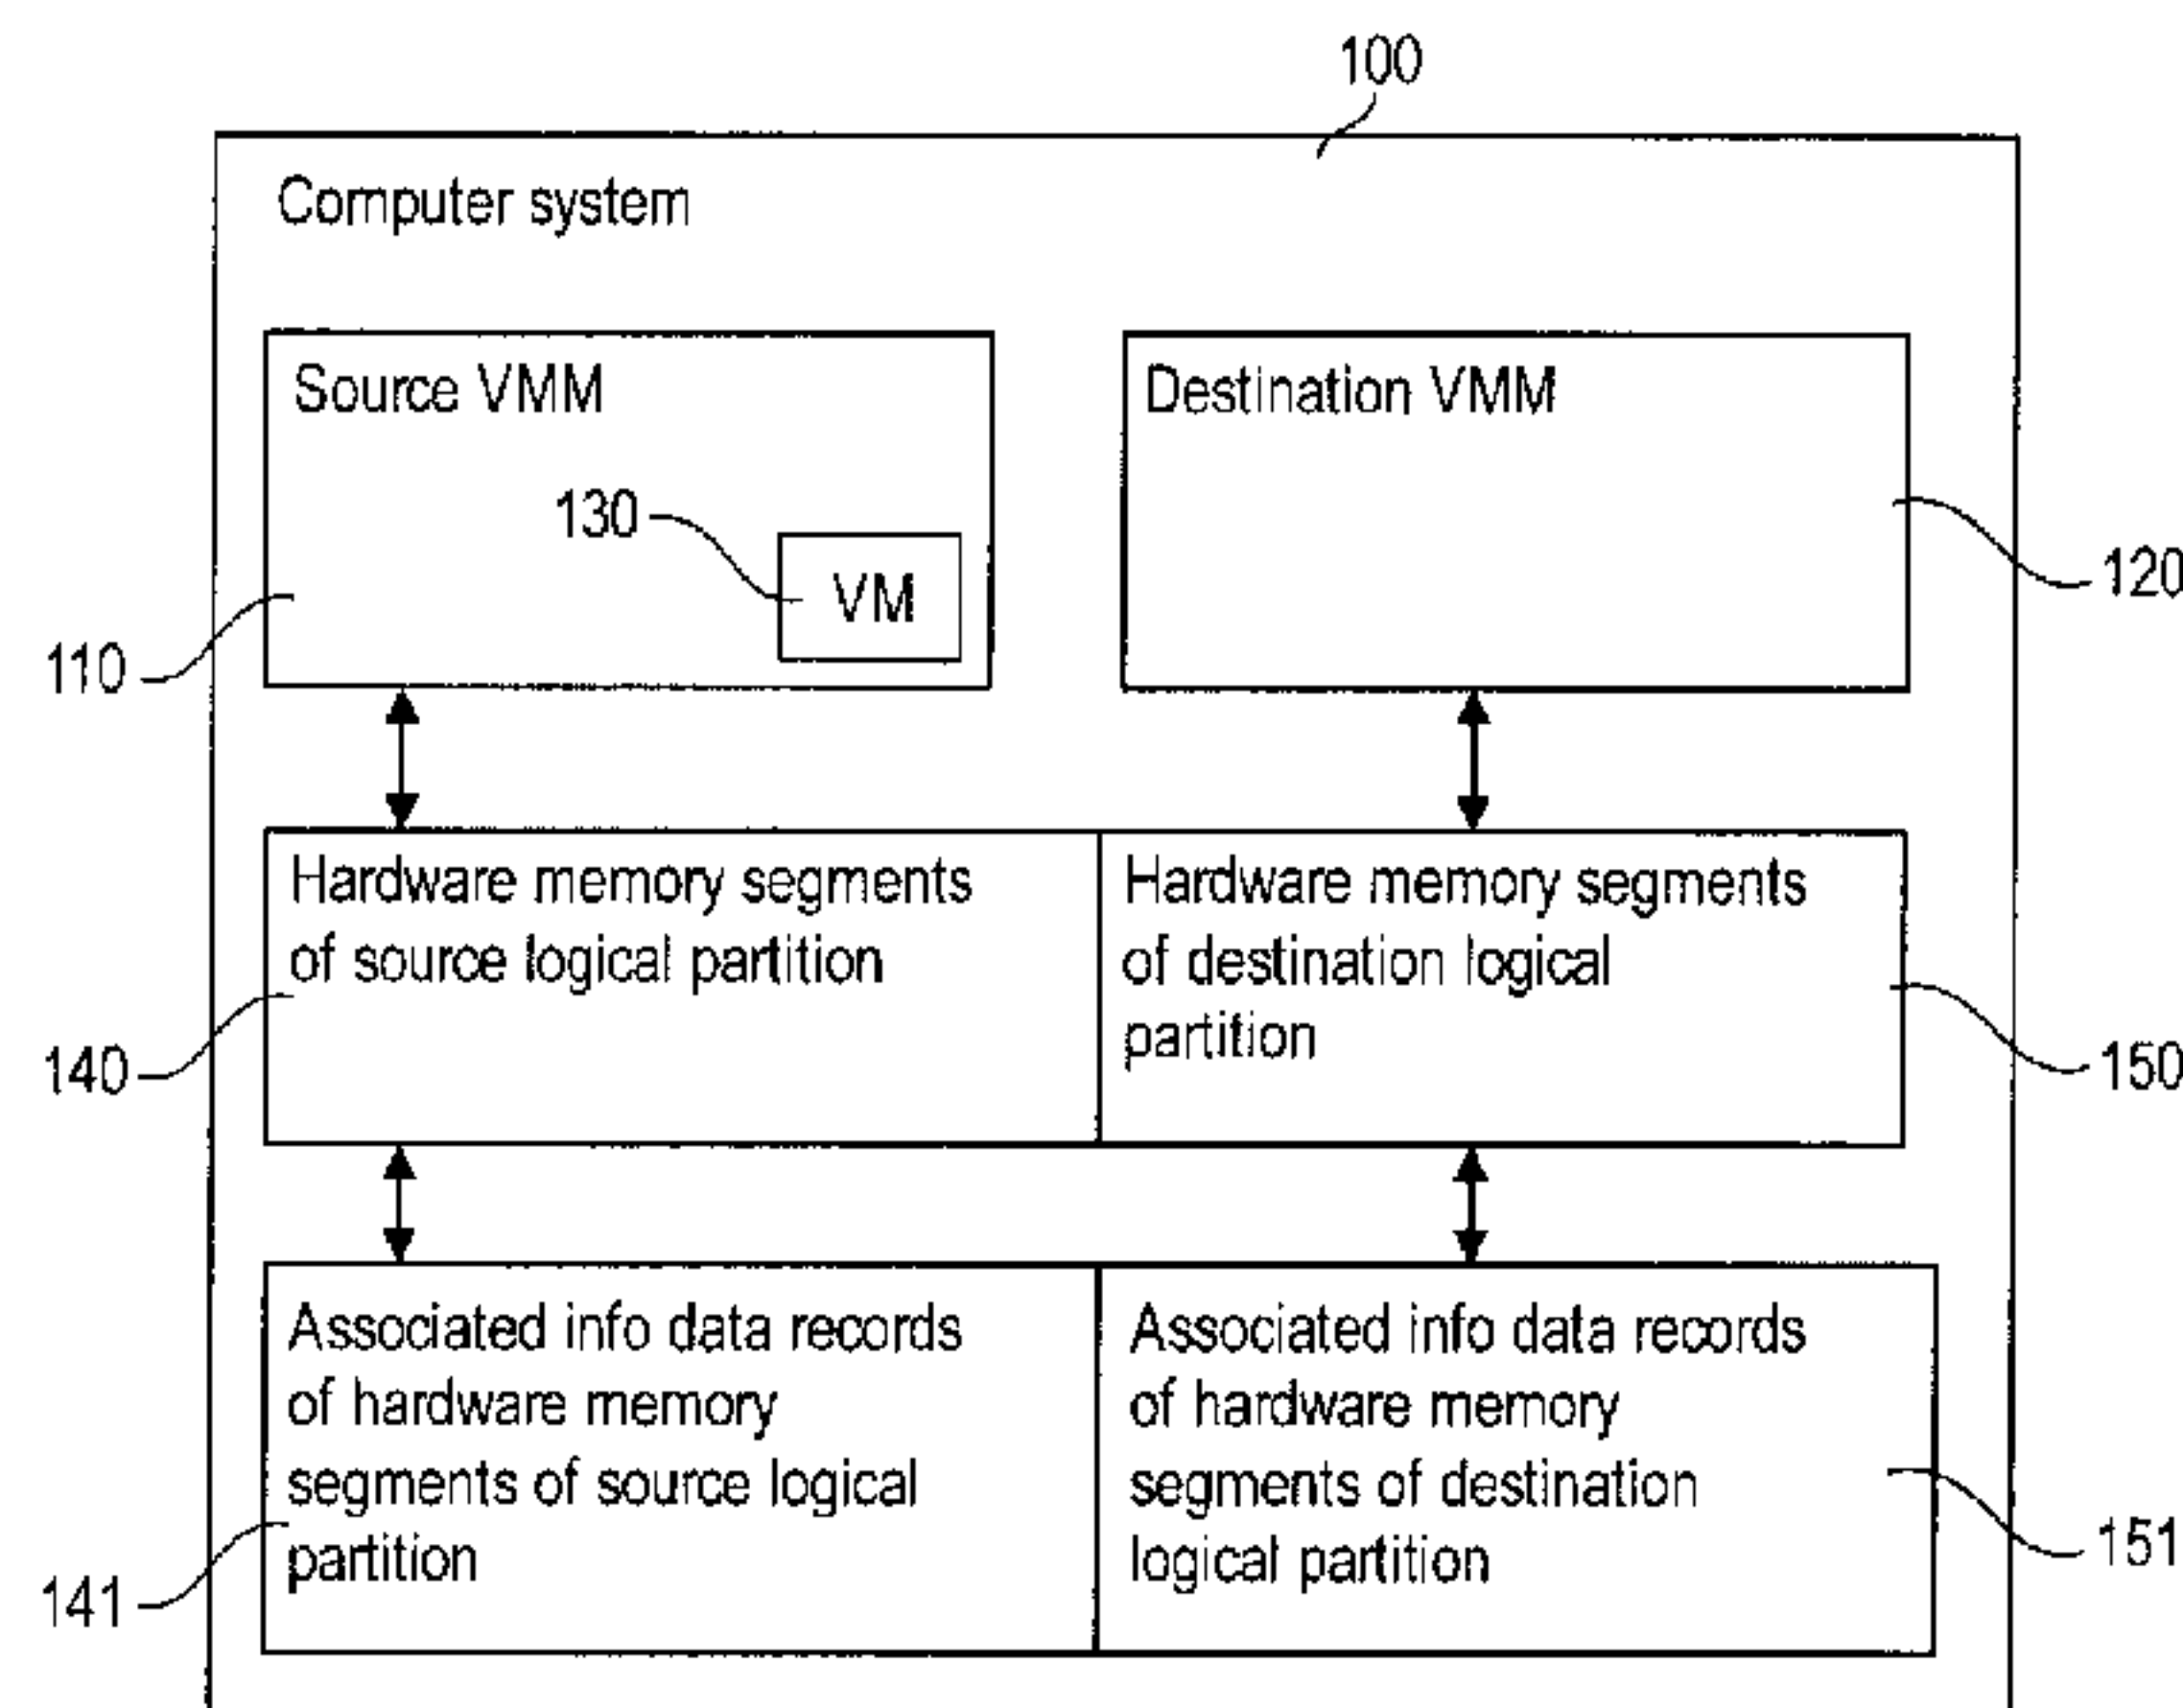 100
Computer system
Source VMM
Destination VMM
130
VM
120
110
Hardware memory segments
of source logical partition
Hardware memory segments
of destination logical
partition
140
150
Associated info data records
of hardware memory
segments of source logical
partition
Associated info data records
of hardware memory
segments of destination
logical partition
141
151